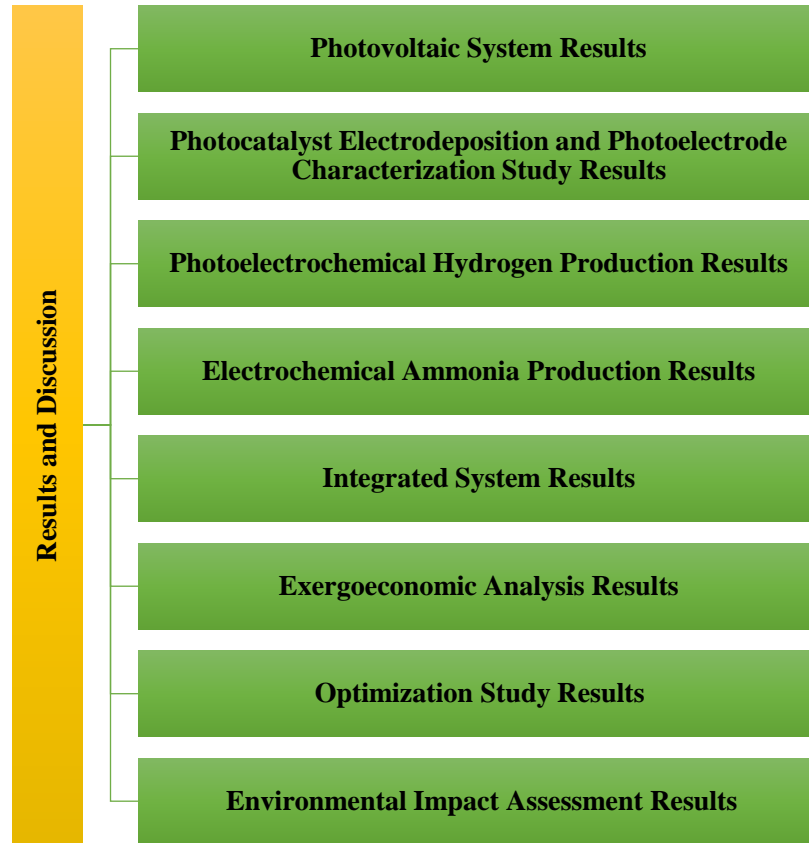 Results and Discussion
Photovoltaic System Results
Photocatalyst Electrodeposition and Photoelectrode
Characterization Study Results
Photoelectrochemical Hydrogen Production Results
Electrochemical Ammonia Production Results
Integrated System Results
Exergoeconomic Analysis Results
Optimization Study Results
Environmental Impact Assessment Results